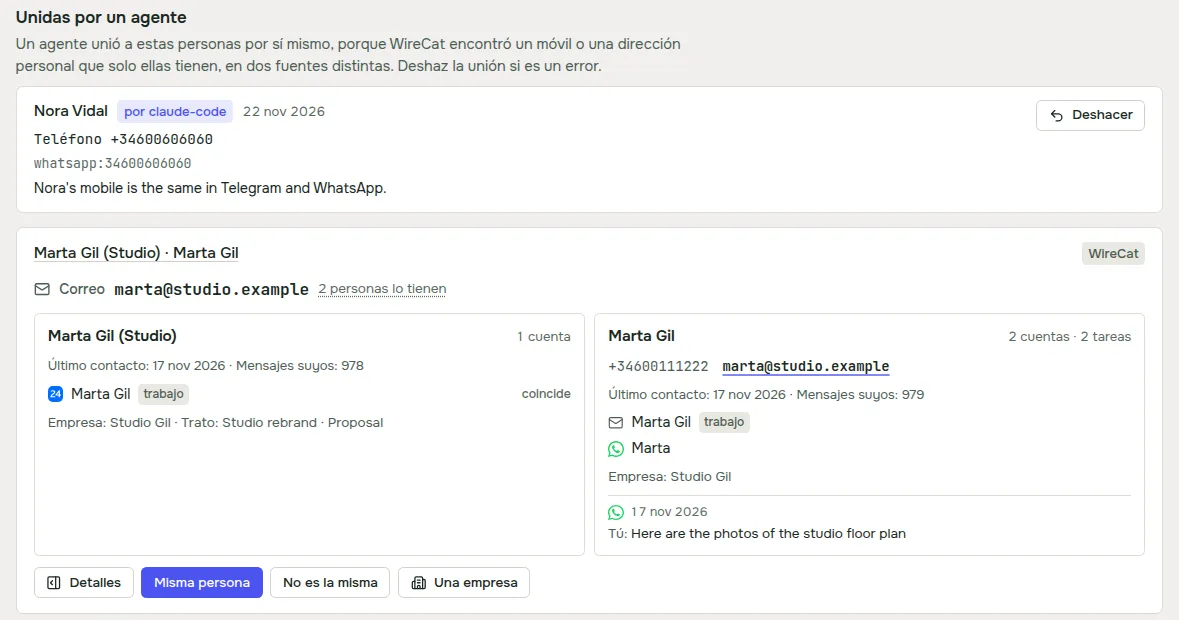 Unidas por un agente
Un agente unió a estas personas por sí mismo, porque WireCat encontró un móvil o una dirección
personal que solo ellas tienen, en dos fuentes distintas. Deshaz la unión si es un error.
Nora Vidal por claude-code 22 nov 2026
Deshacer
Teléfono +34600606060
whatsapp:34600606060
Nora's mobile is the same in Telegram and WhatsApp.
Marta Gil (Studio) · Marta Gil
WireCat
Correo marta@studio.example 2 personas lo tienen
Marta Gil (Studio) 1 cuenta
Último contacto: 17 nov 2026 · Mensajes suyos: 978
24 Marta Gil trabajo coincide
Empresa: Studio Gil · Trato: Studio rebrand · Proposal
Marta Gil 2 cuentas · 2 tareas
+34600111222 marta@studio.example
Último contacto: 17 nov 2026 · Mensajes suyos: 979
Marta Gil trabajo
Marta
Empresa: Studio Gil
17 nov 2026
Tú: Here are the photos of the studio floor plan
Detalles Misma persona No es la misma Una empresa